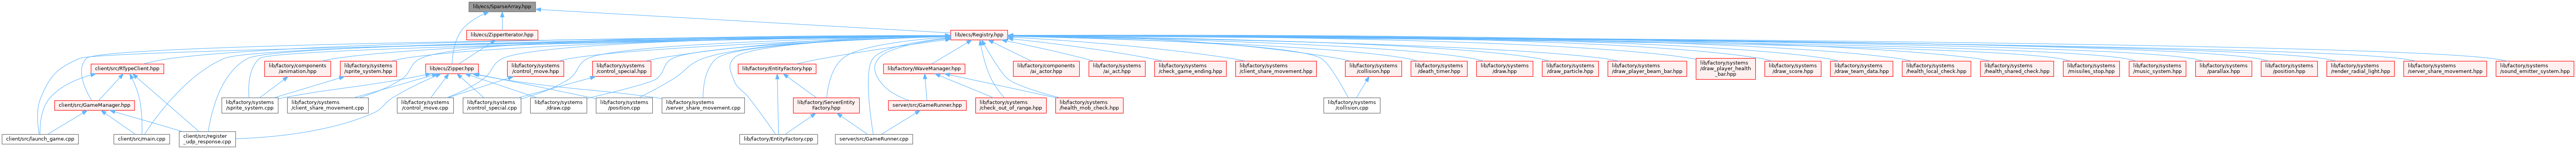 lib/ecs/SparseArray.hpp
lib/ecs/ZipperIterator.hpp
lib/ecs/Registry.hpp
client/src/RTypeClient.hpp
lib/factory/components
/animation.hpp
lib/factory/systems
/sprite_system.hpp
lib/ecs/Zipper.hpp
lib/factory/systems
/control_move.hpp
lib/factory/systems
/control_special.hpp
lib/factory/EntityFactory.hpp
lib/factory/WaveManager.hpp
lib/factory/components
/ai_actor.hpp
lib/factory/systems
/ai_act.hpp
lib/factory/systems
/check_game_ending.hpp
lib/factory/systems
/client_share_movement.hpp
lib/factory/systems
/collision.hpp
lib/factory/systems
/death_timer.hpp
lib/factory/systems
/draw.hpp
lib/factory/systems
/draw_particle.hpp
lib/factory/systems
/draw_player_beam_bar.hpp
lib/factory/systems
/draw_player_health
_bar.hpp
lib/factory/systems
/draw_score.hpp
lib/factory/systems
/draw_team_data.hpp
lib/factory/systems
/health_local_check.hpp
lib/factory/systems
/health_shared_check.hpp
lib/factory/systems
/missiles_stop.hpp
lib/factory/systems
/music_system.hpp
lib/factory/systems
/parallax.hpp
lib/factory/systems
/position.hpp
lib/factory/systems
/render_radial_light.hpp
lib/factory/systems
/server_share_movement.hpp
lib/factory/systems
/sound_emitter_system.hpp
client/src/GameManager.hpp
lib/factory/systems
/sprite_system.cpp
lib/factory/systems
/client_share_movement.cpp
lib/factory/systems
/control_move.cpp
lib/factory/systems
/control_special.cpp
lib/factory/systems
/draw.cpp
lib/factory/systems
/position.cpp
lib/factory/systems
/server_share_movement.cpp
lib/factory/ServerEntity
Factory.hpp
server/src/GameRunner.hpp
lib/factory/systems
/check_out_of_range.hpp
lib/factory/systems
/health_mob_check.hpp
lib/factory/systems
/collision.cpp
client/src/launch_game.cpp
client/src/main.cpp
client/src/register
_udp_response.cpp
lib/factory/EntityFactory.cpp
server/src/GameRunner.cpp